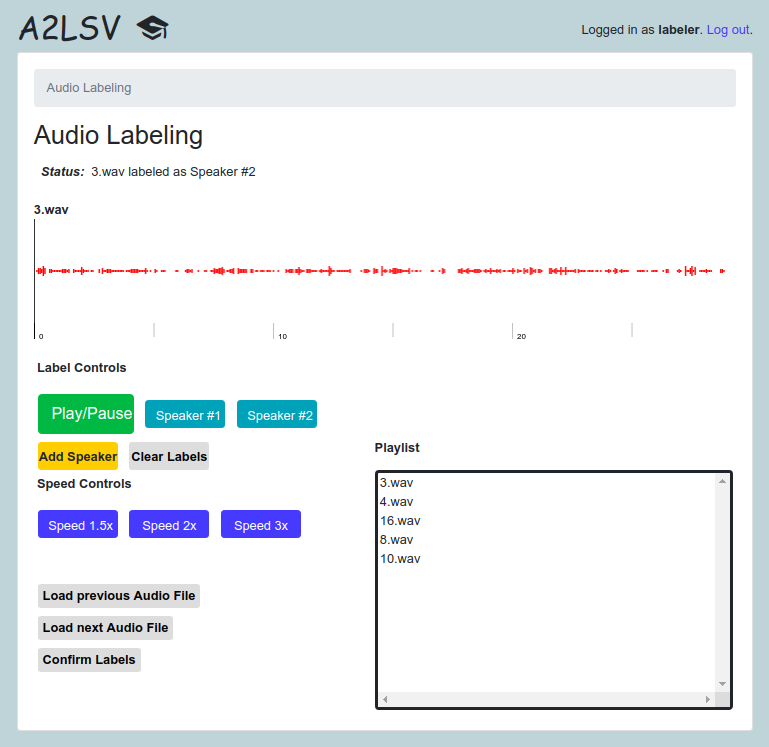 A2LSV
Logged in as labeler. Log out.
Audio Labeling
Audio Labeling
Status: 3.wav labeled as Speaker #2
3.wav
0 10 20
Label Controls
Play/Pause Speaker #1 Speaker #2
Add Speaker Clear Labels
Speed Controls
Speed 1.5x Speed 2x Speed 3x
Load previous Audio File
Load next Audio File
Confirm Labels
Playlist
3.wav
4.wav
16.wav
8.wav
10.wav